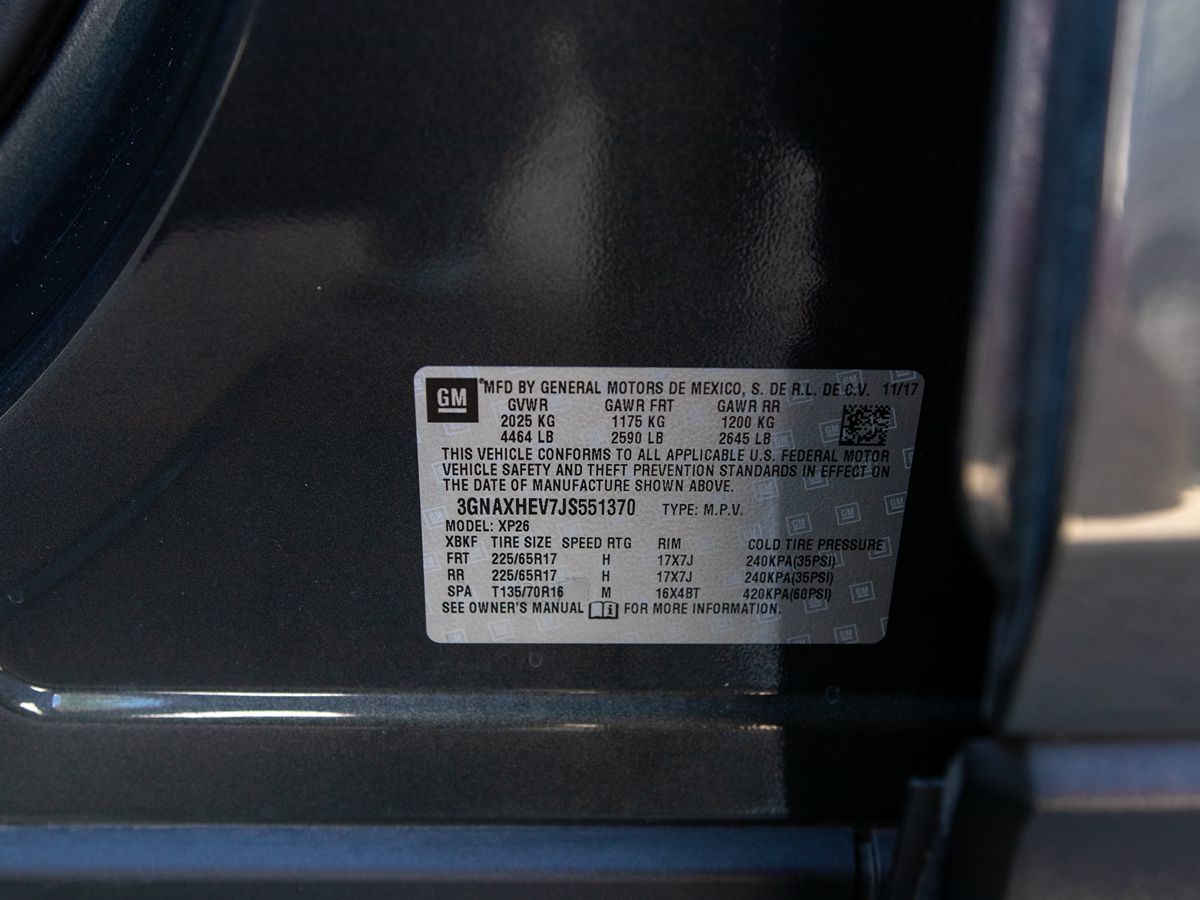 GM MFD BY GENERAL MOTORS DE MEXICO, S. DE R.L. DE C.V. 11/17
GVWR GAWR FRT GAWR RR
2025 KG 1175 KG 1200 KG
4464 LB 2590 LB 2645 LB
THIS VEHICLE CONFORMS TO ALL APPLICABLE U.S. FEDERAL MOTOR
VEHICLE SAFETY AND THEFT PREVENTION STANDARDS IN EFFECT ON
THE DATE OF MANUFACTURE SHOWN ABOVE.
3GNAXHEV7JS551370 TYPE: M.P.V.
MODEL: XP26
XBKF TIRE SIZE SPEED RTG RIM COLD TIRE PRESSURE
FRT 225/65R17 H 17X7J 240KPA(35PSI)
RR 225/65R17 H 17X7J 240KPA(35PSI)
SPA T135/70R16 M 16X4BT 420KPA(60PSI)
SEE OWNER'S MANUAL FOR MORE INFORMATION.